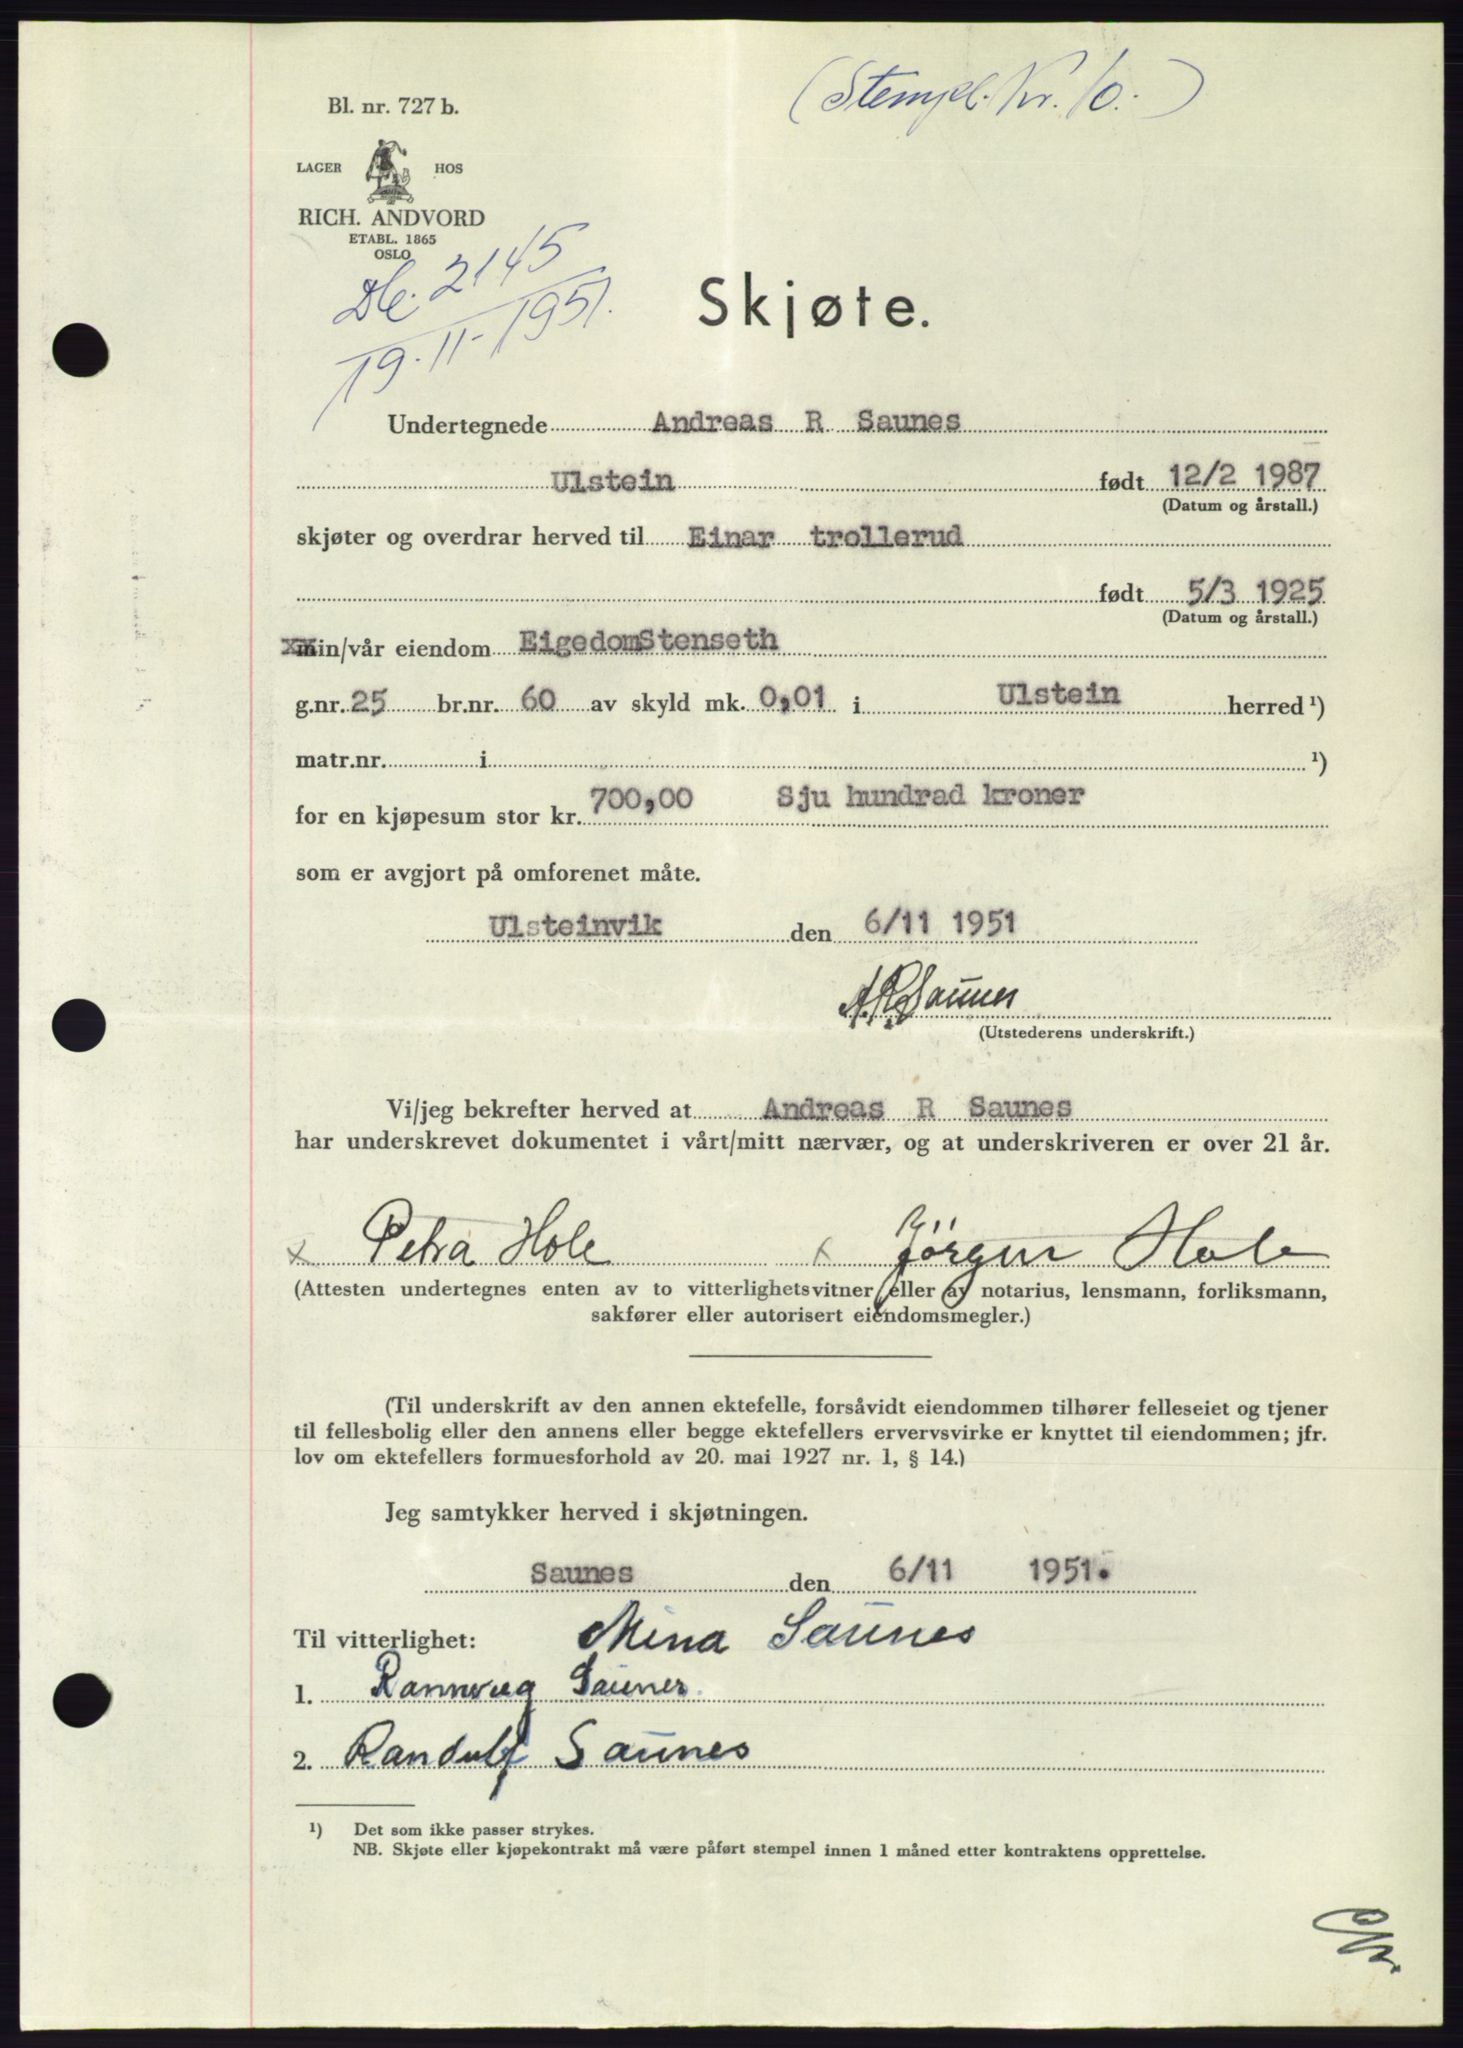 (Stempel. Kr. 10.-)
Bl. nr. 727 b.
LAGER HOS
RICH. ANDVORD
ETABL. 1865
OSLO
Db. 2145
19-11-1951.
Skjøte.
Undertegnede Andreas R Saunes
Ulstein født 12/2 1987
(Datum og årstall.)
skjøter og overdrar herved til Einar trollerud
født 5/3 1925
(Datum og årstall.)
xxin/vår eiendom EigedomStenseth
g.nr. 25 br.nr. 60 av skyld mk. 0,01 i Ulstein herred ¹)
matr.nr. i ¹)
for en kjøpesum stor kr. 700,00 Sju hundrad kroner
som er avgjort på omforenet måte.
Ulsteinvik den 6/11 1951
A. R. Saunes
(Utstederens underskrift.)
Vi/jeg bekrefter herved at Andreas R Saunes
har underskrevet dokumentet i vårt/mitt nærvær, og at underskriveren er over 21 år.
x Petra Hole x Jørgen Hole
(Attesten undertegnes enten av to vitterlighetsvitner eller av notarius, lensmann, forliksmann,
sakfører eller autorisert eiendomsmegler.)
(Til underskrift av den annen ektefelle, forsåvidt eiendommen tilhører felleseiet og tjener
til fellesbolig eller den annens eller begge ektefellers ervervsvirke er knyttet til eiendommen; jfr.
lov om ektefellers formuesforhold av 20. mai 1927 nr. 1, § 14.)
Jeg samtykker herved i skjøtningen.
Saunes den 6/11 1951.
Til vitterlighet: Mina Saunes
1. Rannveig Saunes.
2. Randulf Saunes
¹) Det som ikke passer strykes.
NB. Skjøte eller kjøpekontrakt må være påført stempel innen 1 måned etter kontraktens opprettelse.